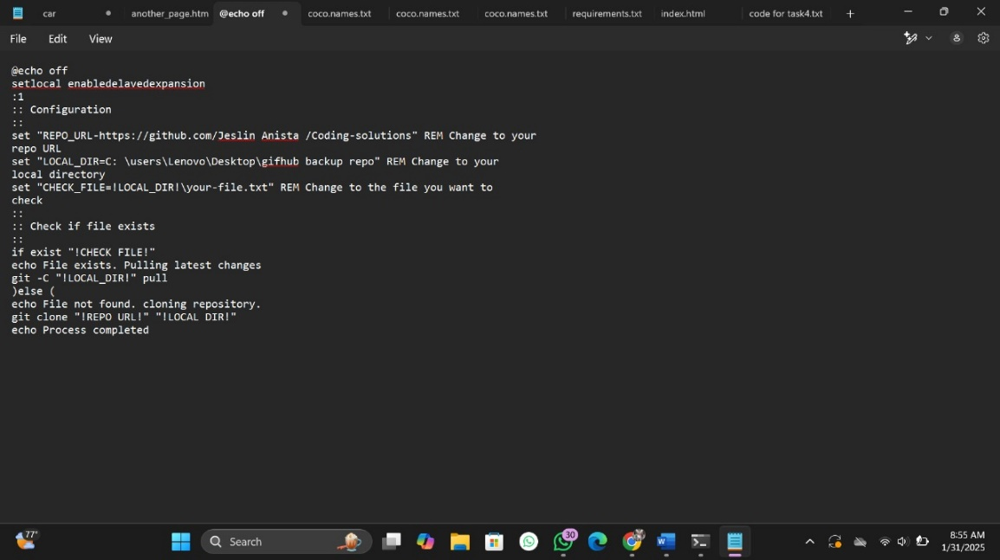 car
another_page.htm
@echo off
coco.names.txt
coco.names.txt
coco.names.txt
requirements.txt
index.html
code for task4.txt
File
Edit
View
@echo off
setlocal enabledelavedexpansion
:1
:: Configuration
::
set "REPO_URL-https://github.com/Jeslin Anista /Coding-solutions" REM Change to your
repo URL
set "LOCAL_DIR=C: \users\Lenovo\Desktop\gifhub backup repo" REM Change to your
local directory
set "CHECK_FILE=!LOCAL_DIR!\your-file.txt" REM Change to the file you want to
check
::
:: Check if file exists
::
if exist "!CHECK FILE!"
echo File exists. Pulling latest changes
git -C "!LOCAL_DIR!" pull
)else (
echo File not found. cloning repository.
git clone "!REPO URL!" "!LOCAL DIR!"
echo Process completed
77°
Search
30
8:55 AM
1/31/2025